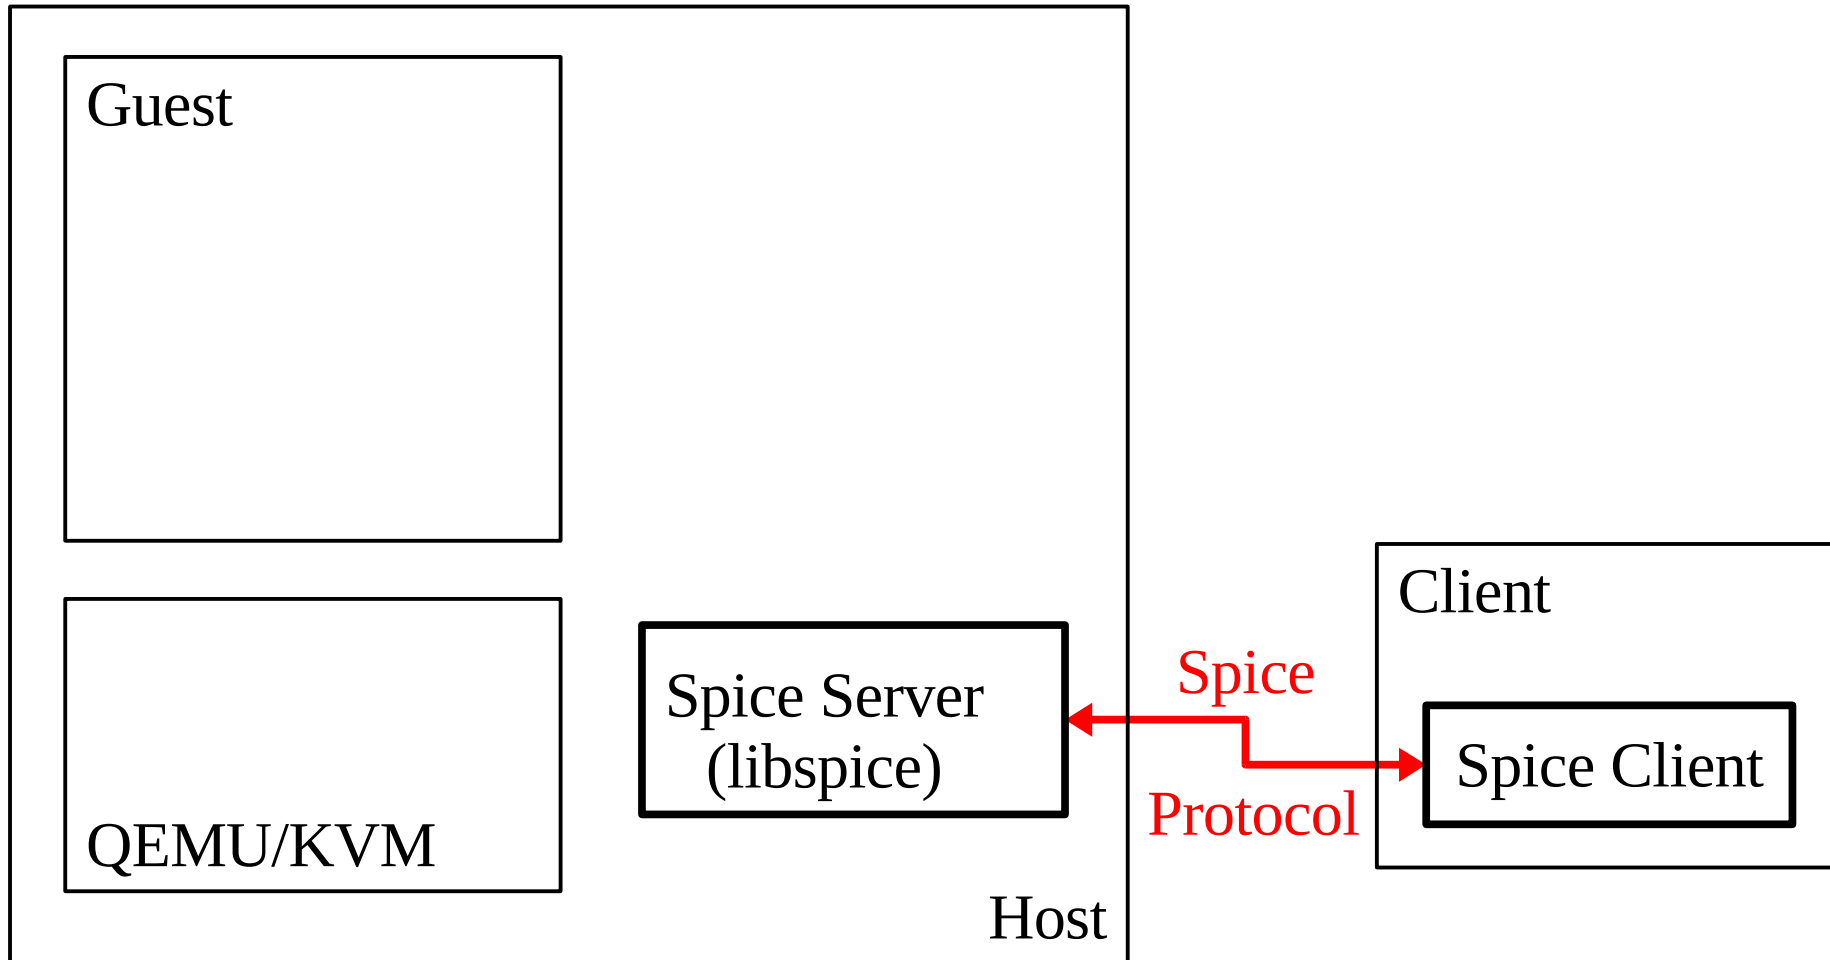 Guest
Client
Spice
Spice Server
(libspice)
Spice Client
Protocol
QEMU/KVM
Host